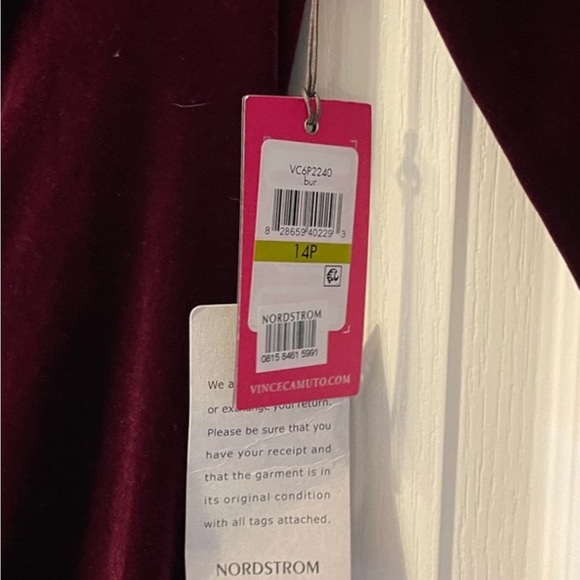 VC6P2240
bur
8 28659 40229 3
14P
NORDSTROM
0815 8461 5991
VINCECAMUTO.COM
We a
or ex your return.
Please be sure that you
have your receipt and
that the garment is in
its original condition
with all tags attached.
NORDSTROM